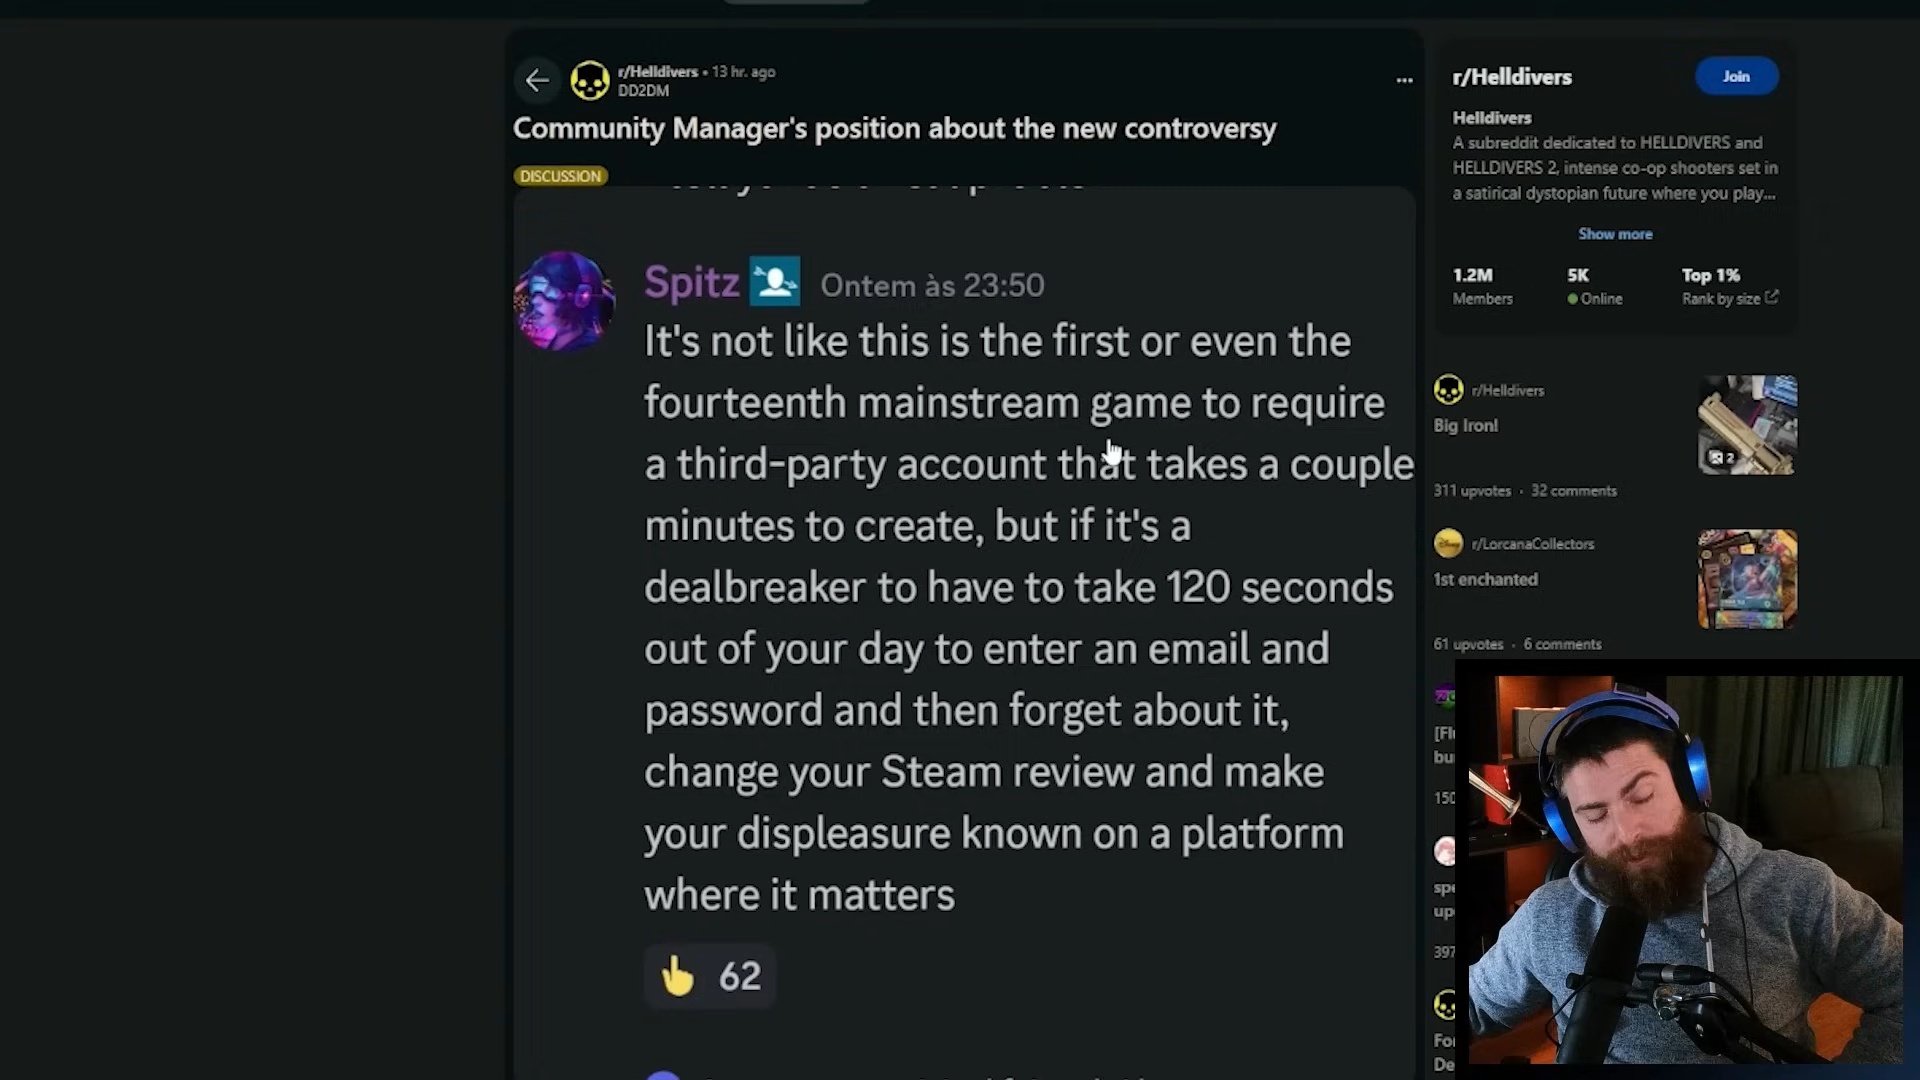 r/Helldivers • 13 hr. ago
DD2DM
Community Manager's position about the new controversy
DISCUSSION
Spitz Ontem às 23:50
It's not like this is the first or even the
fourteenth mainstream game to require
a third-party account that takes a couple
minutes to create, but if it's a
dealbreaker to have to take 120 seconds
out of your day to enter an email and
password and then forget about it,
change your Steam review and make
your displeasure known on a platform
where it matters
62
r/Helldivers
Join
Helldivers
A subreddit dedicated to HELLDIVERS and
HELLDIVERS 2, intense co-op shooters set in
a satirical dystopian future where you play...
Show more
1.2M 5K Top 1%
Members Online Rank by size
r/Helldivers
Big Iron!
2
311 upvotes · 32 comments
r/LorcanaCollectors
1st enchanted
61 upvotes · 6 comments